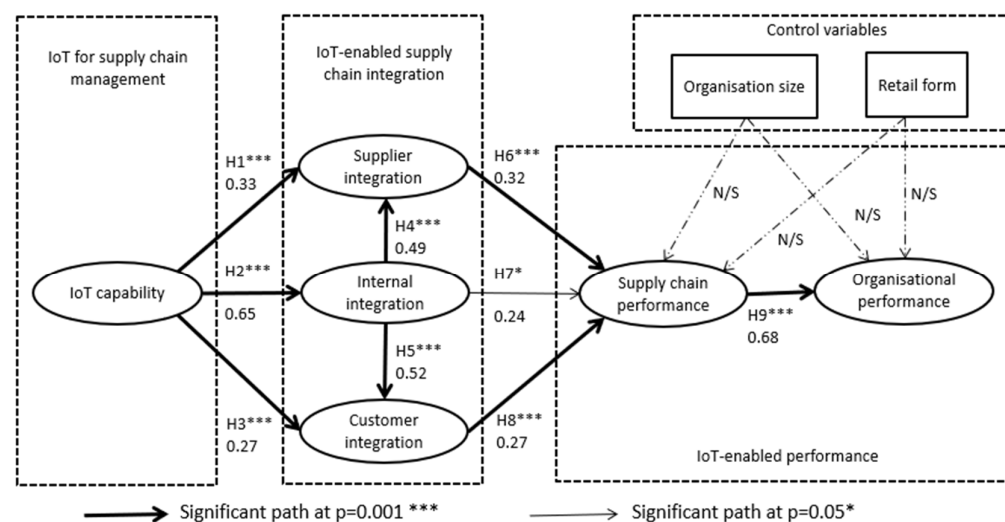 IoT for supply chain
management
IoT-enabled supply
chain integration
Control variables
Organisation size
Retail form
H1***
0.33
Supplier
integration
H6***
0.32
N/S
N/S
N/S
N/S
H4***
0.49
H2***
0.65
IoT capability
Internal
integration
H7*
0.24
Supply chain
performance
H9***
0.68
Organisational
performance
H5***
0.52
H3***
0.27
Customer
integration
H8***
0.27
IoT-enabled performance
Significant path at p=0.001 ***
Significant path at p=0.05*